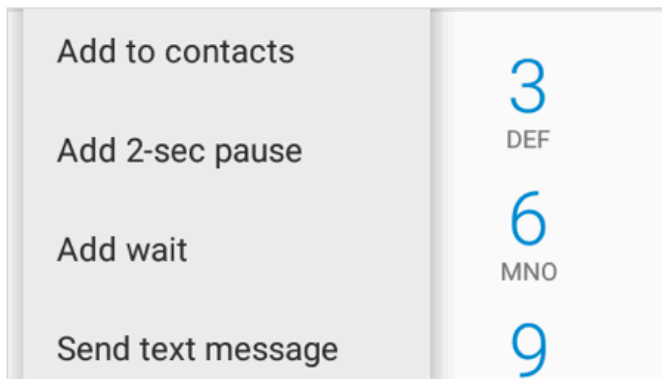 Add to contacts
3
DEF
Add 2-sec pause
6
Add wait
MNO
Send text message
9